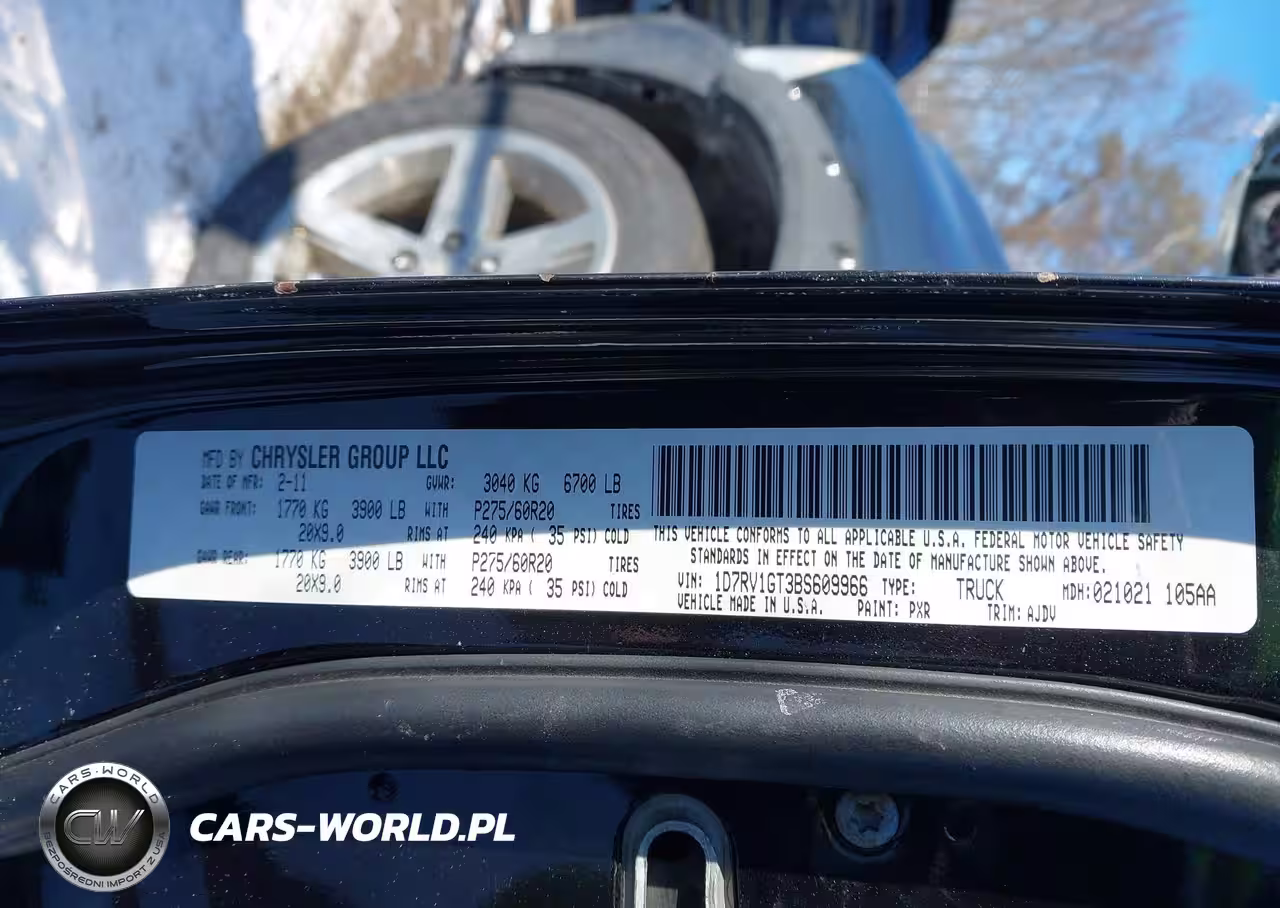 MFD BY CHRYSLER GROUP LLC
DATE OF MFR: 2-11 GVWR: 3040 KG 6700 LB
GAWR FRONT: 1770 KG 3900 LB WITH P275/60R20 TIRES
20X9.0 RIMS AT 240 KPA ( 35 PSI) COLD
GAWR REAR: 1770 KG 3900 LB WITH P275/60R20 TIRES
20X9.0 RIMS AT 240 KPA ( 35 PSI) COLD
THIS VEHICLE CONFORMS TO ALL APPLICABLE U.S.A. FEDERAL MOTOR VEHICLE SAFETY
STANDARDS IN EFFECT ON THE DATE OF MANUFACTURE SHOWN ABOVE.
VIN: 1D7RV1GT3BS609966 TYPE: TRUCK MDH:021021 105AA
VEHICLE MADE IN U.S.A. PAINT: PXR TRIM: AJDV
CARS-WORLD
CW
BEZPOŚREDNI IMPORT Z USA
CARS-WORLD.PL